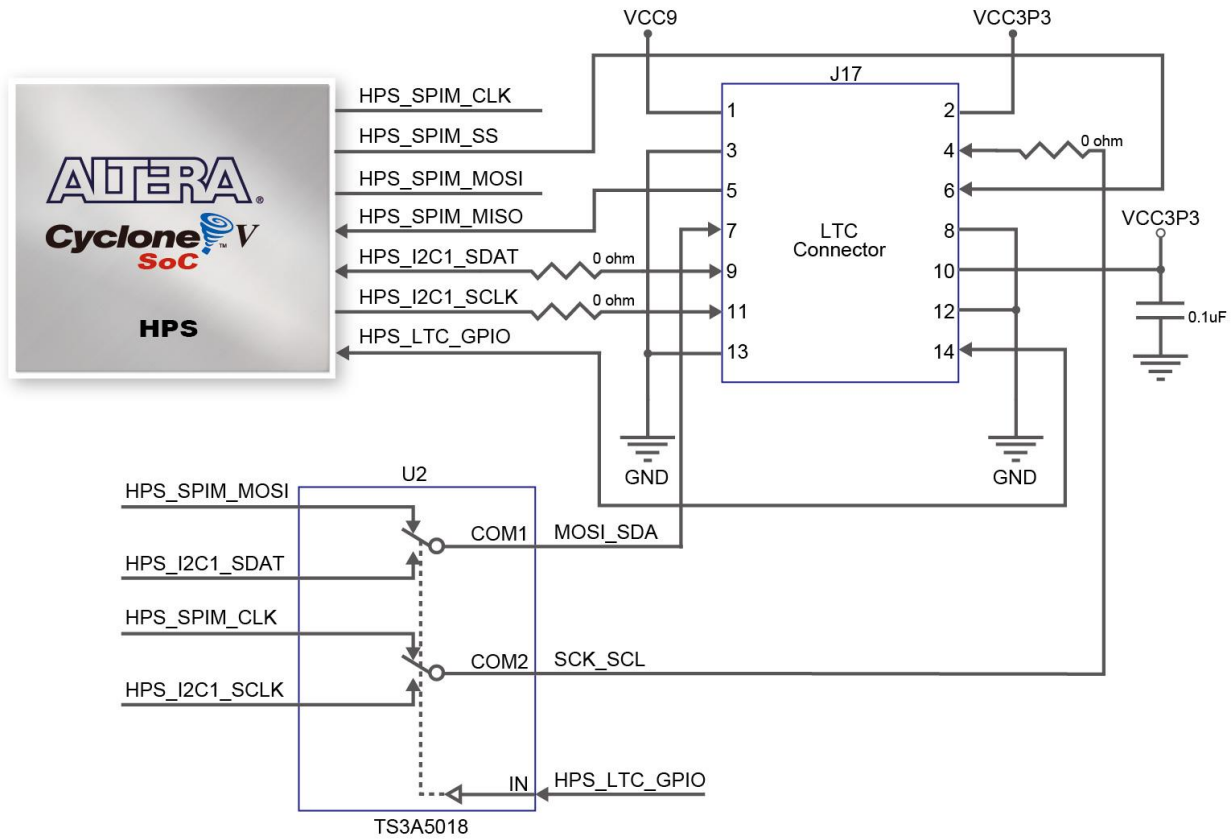 VCC9
VCC3P3
J17
HPS_SPIM_CLK
HPS_SPIM_SS
HPS_SPIM_MOSI
HPS_SPIM_MISO
HPS_I2C1_SDAT
HPS_I2C1_SCLK
HPS_LTC_GPIO
ALTERA®
Cyclone™ V
SoC
HPS
0 ohm
0 ohm
1
3
5
7
9
11
13
LTC
Connector
2
4
6
8
10
12
14
0 ohm
VCC3P3
0.1uF
GND
GND
U2
HPS_SPIM_MOSI
HPS_I2C1_SDAT
HPS_SPIM_CLK
HPS_I2C1_SCLK
COM1
MOSI_SDA
COM2
SCK_SCL
IN
HPS_LTC_GPIO
TS3A5018